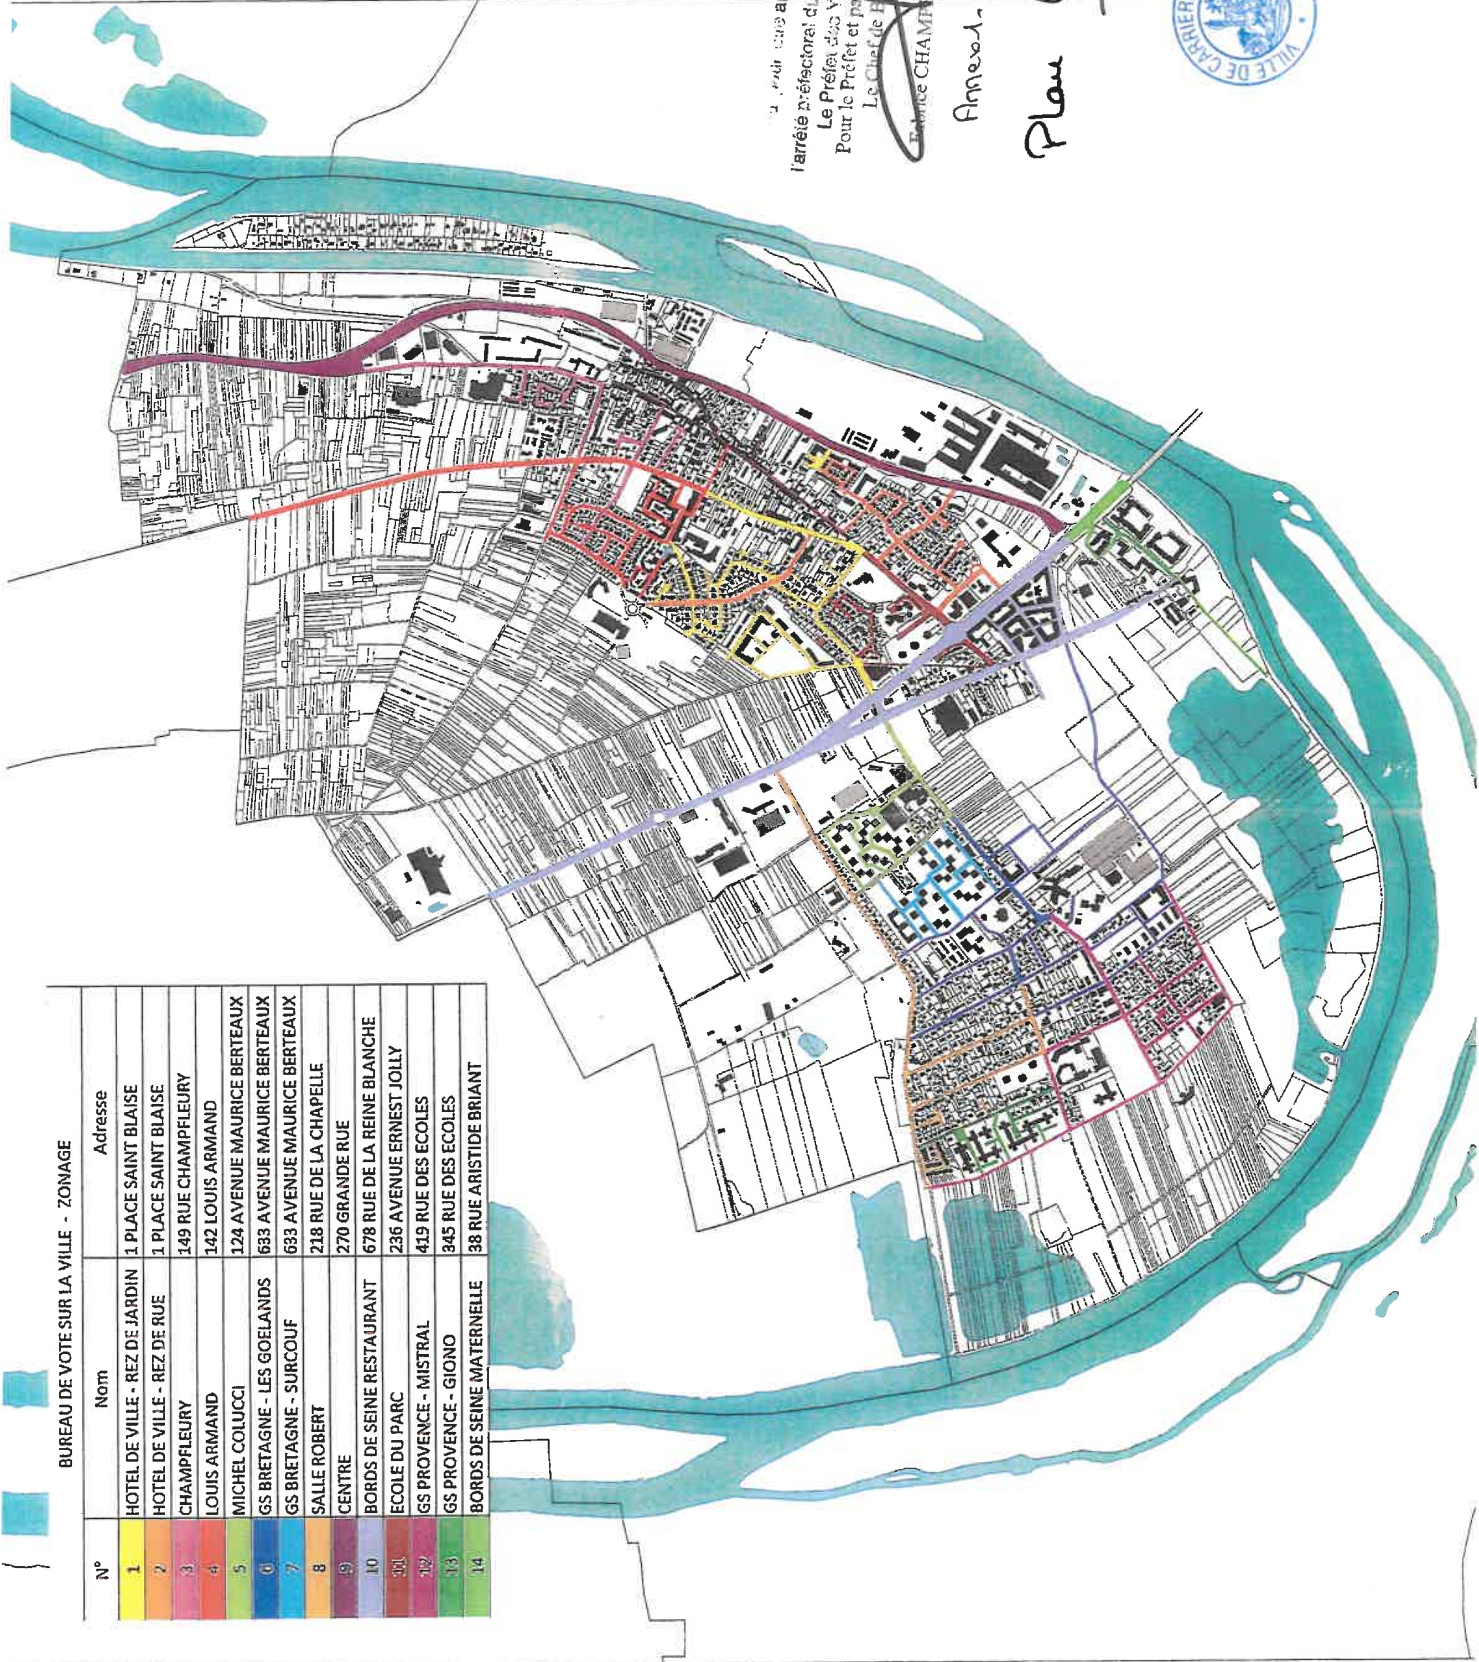 BUREAU DE VOTE SUR LA VILLE - ZONAGE
N° Nom Adresse
1 HOTEL DE VILLE - REZ DE JARDIN 1 PLACE SAINT BLAISE
2 HOTEL DE VILLE - REZ DE RUE 1 PLACE SAINT BLAISE
3 CHAMPFLEURY 149 RUE CHAMPFLEURY
4 LOUIS ARMAND 142 LOUIS ARMAND
5 MICHEL COLUCCI 124 AVENUE MAURICE BERTEAUX
6 GS BRETAGNE - LES GOELANDS 633 AVENUE MAURICE BERTEAUX
7 GS BRETAGNE - SURCOUF 633 AVENUE MAURICE BERTEAUX
8 SALLE ROBERT 218 RUE DE LA CHAPELLE
9 CENTRE 270 GRANDE RUE
10 BORDS DE SEINE RESTAURANT 678 RUE DE LA REINE BLANCHE
11 ECOLE DU PARC 236 AVENUE ERNEST JOLLY
12 GS PROVENCE - MISTRAL 419 RUE DES ECOLES
13 GS PROVENCE - GIONO 345 RUE DES ECOLES
14 BORDS DE SEINE MATERNELLE 38 RUE ARISTIDE BRIANT
l'arrêté préfectoral du
Le Préfet des
Pour le Préfet et
Le Chef de
Fabrice
Plan
VILLE DE